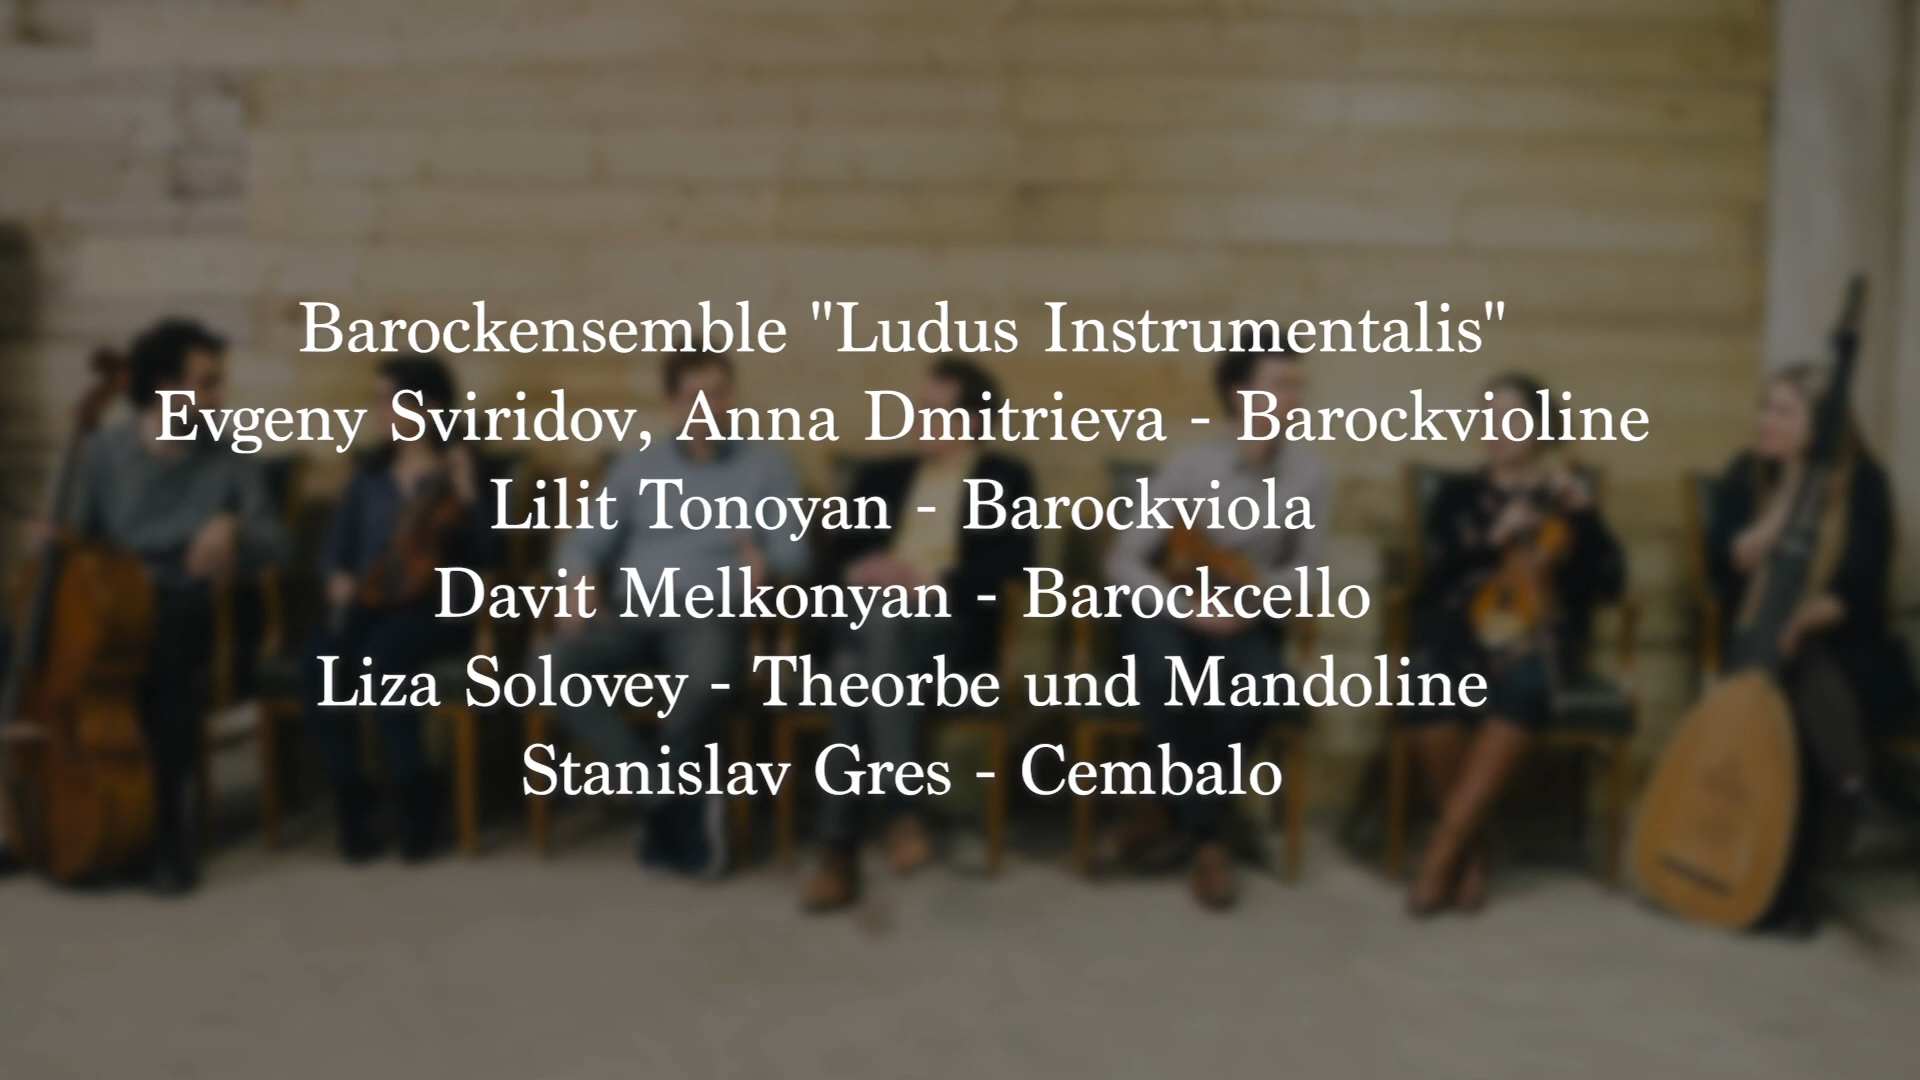 Barockensemble "Ludus Instrumentalis"
Evgeny Sviridov, Anna Dmitrieva - Barockvioline
Lilit Tonoyan - Barockviola
Davit Melkonyan - Barockcello
Liza Solovey - Theorbe und Mandoline
Stanislav Gres - Cembalo